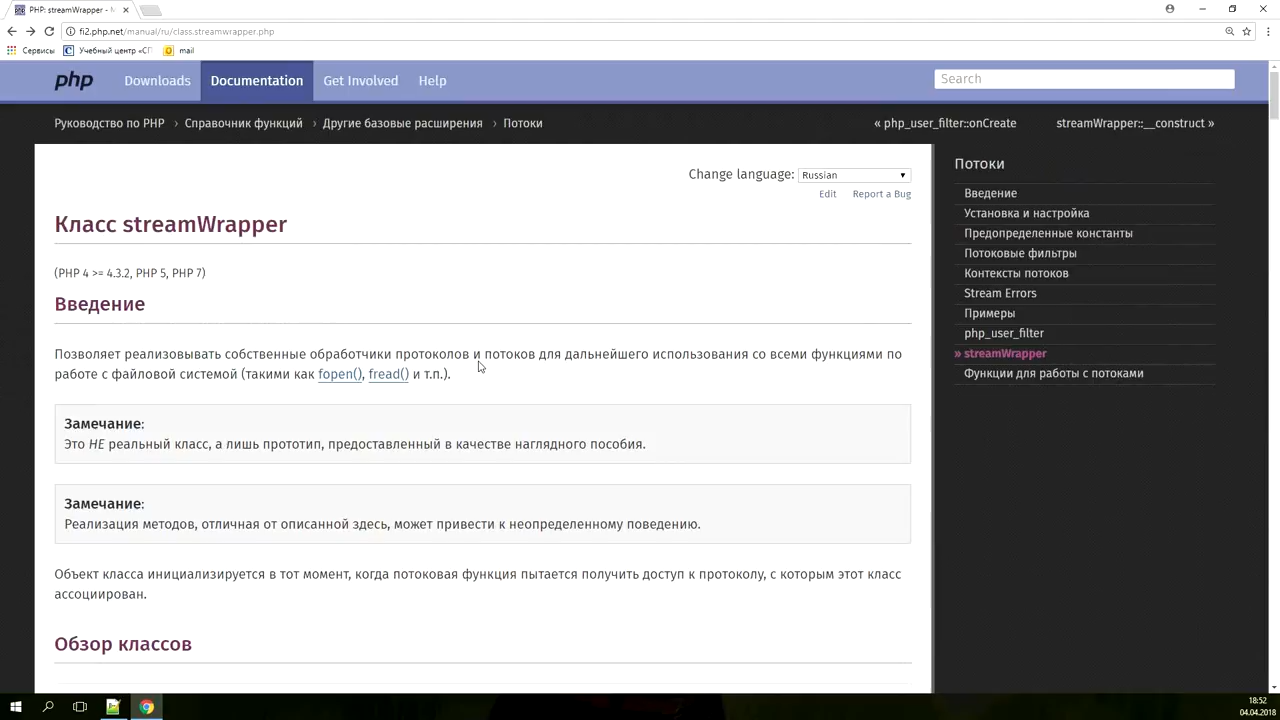 PHP: streamWrapper - M
fi2.php.net/manual/ru/class.streamwrapper.php
Сервисы
Учебный центр «СП
mail
php
Downloads
Documentation
Get Involved
Help
Search
Руководство по PHP › Справочник функций › Другие базовые расширения › Потоки
« php_user_filter::onCreate
streamWrapper::__construct »
Change language: Russian
Edit
Report a Bug
Класс streamWrapper
(PHP 4 >= 4.3.2, PHP 5, PHP 7)
Введение
Позволяет реализовывать собственные обработчики протоколов и потоков для дальнейшего использования со всеми функциями по
работе с файловой системой (такими как fopen(), fread() и т.п.).
Замечание:
Это НЕ реальный класс, а лишь прототип, предоставленный в качестве наглядного пособия.
Замечание:
Реализация методов, отличная от описанной здесь, может привести к неопределенному поведению.
Объект класса инициализируется в тот момент, когда потоковая функция пытается получить доступ к протоколу, с которым этот класс
ассоциирован.
Обзор классов
Потоки
Введение
Установка и настройка
Предопределенные константы
Потоковые фильтры
Контексты потоков
Stream Errors
Примеры
php_user_filter
» streamWrapper
Функции для работы с потоками
18:52
04.04.2018